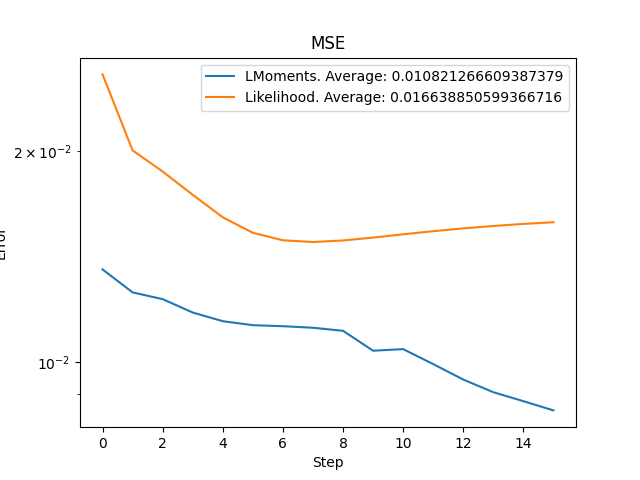 MSE
LMoments. Average: 0.010821266609387379
Likelihood. Average: 0.016638850599366716
2 × 10⁻²
10⁻²
Error
0 2 4 6 8 10 12 14
Step